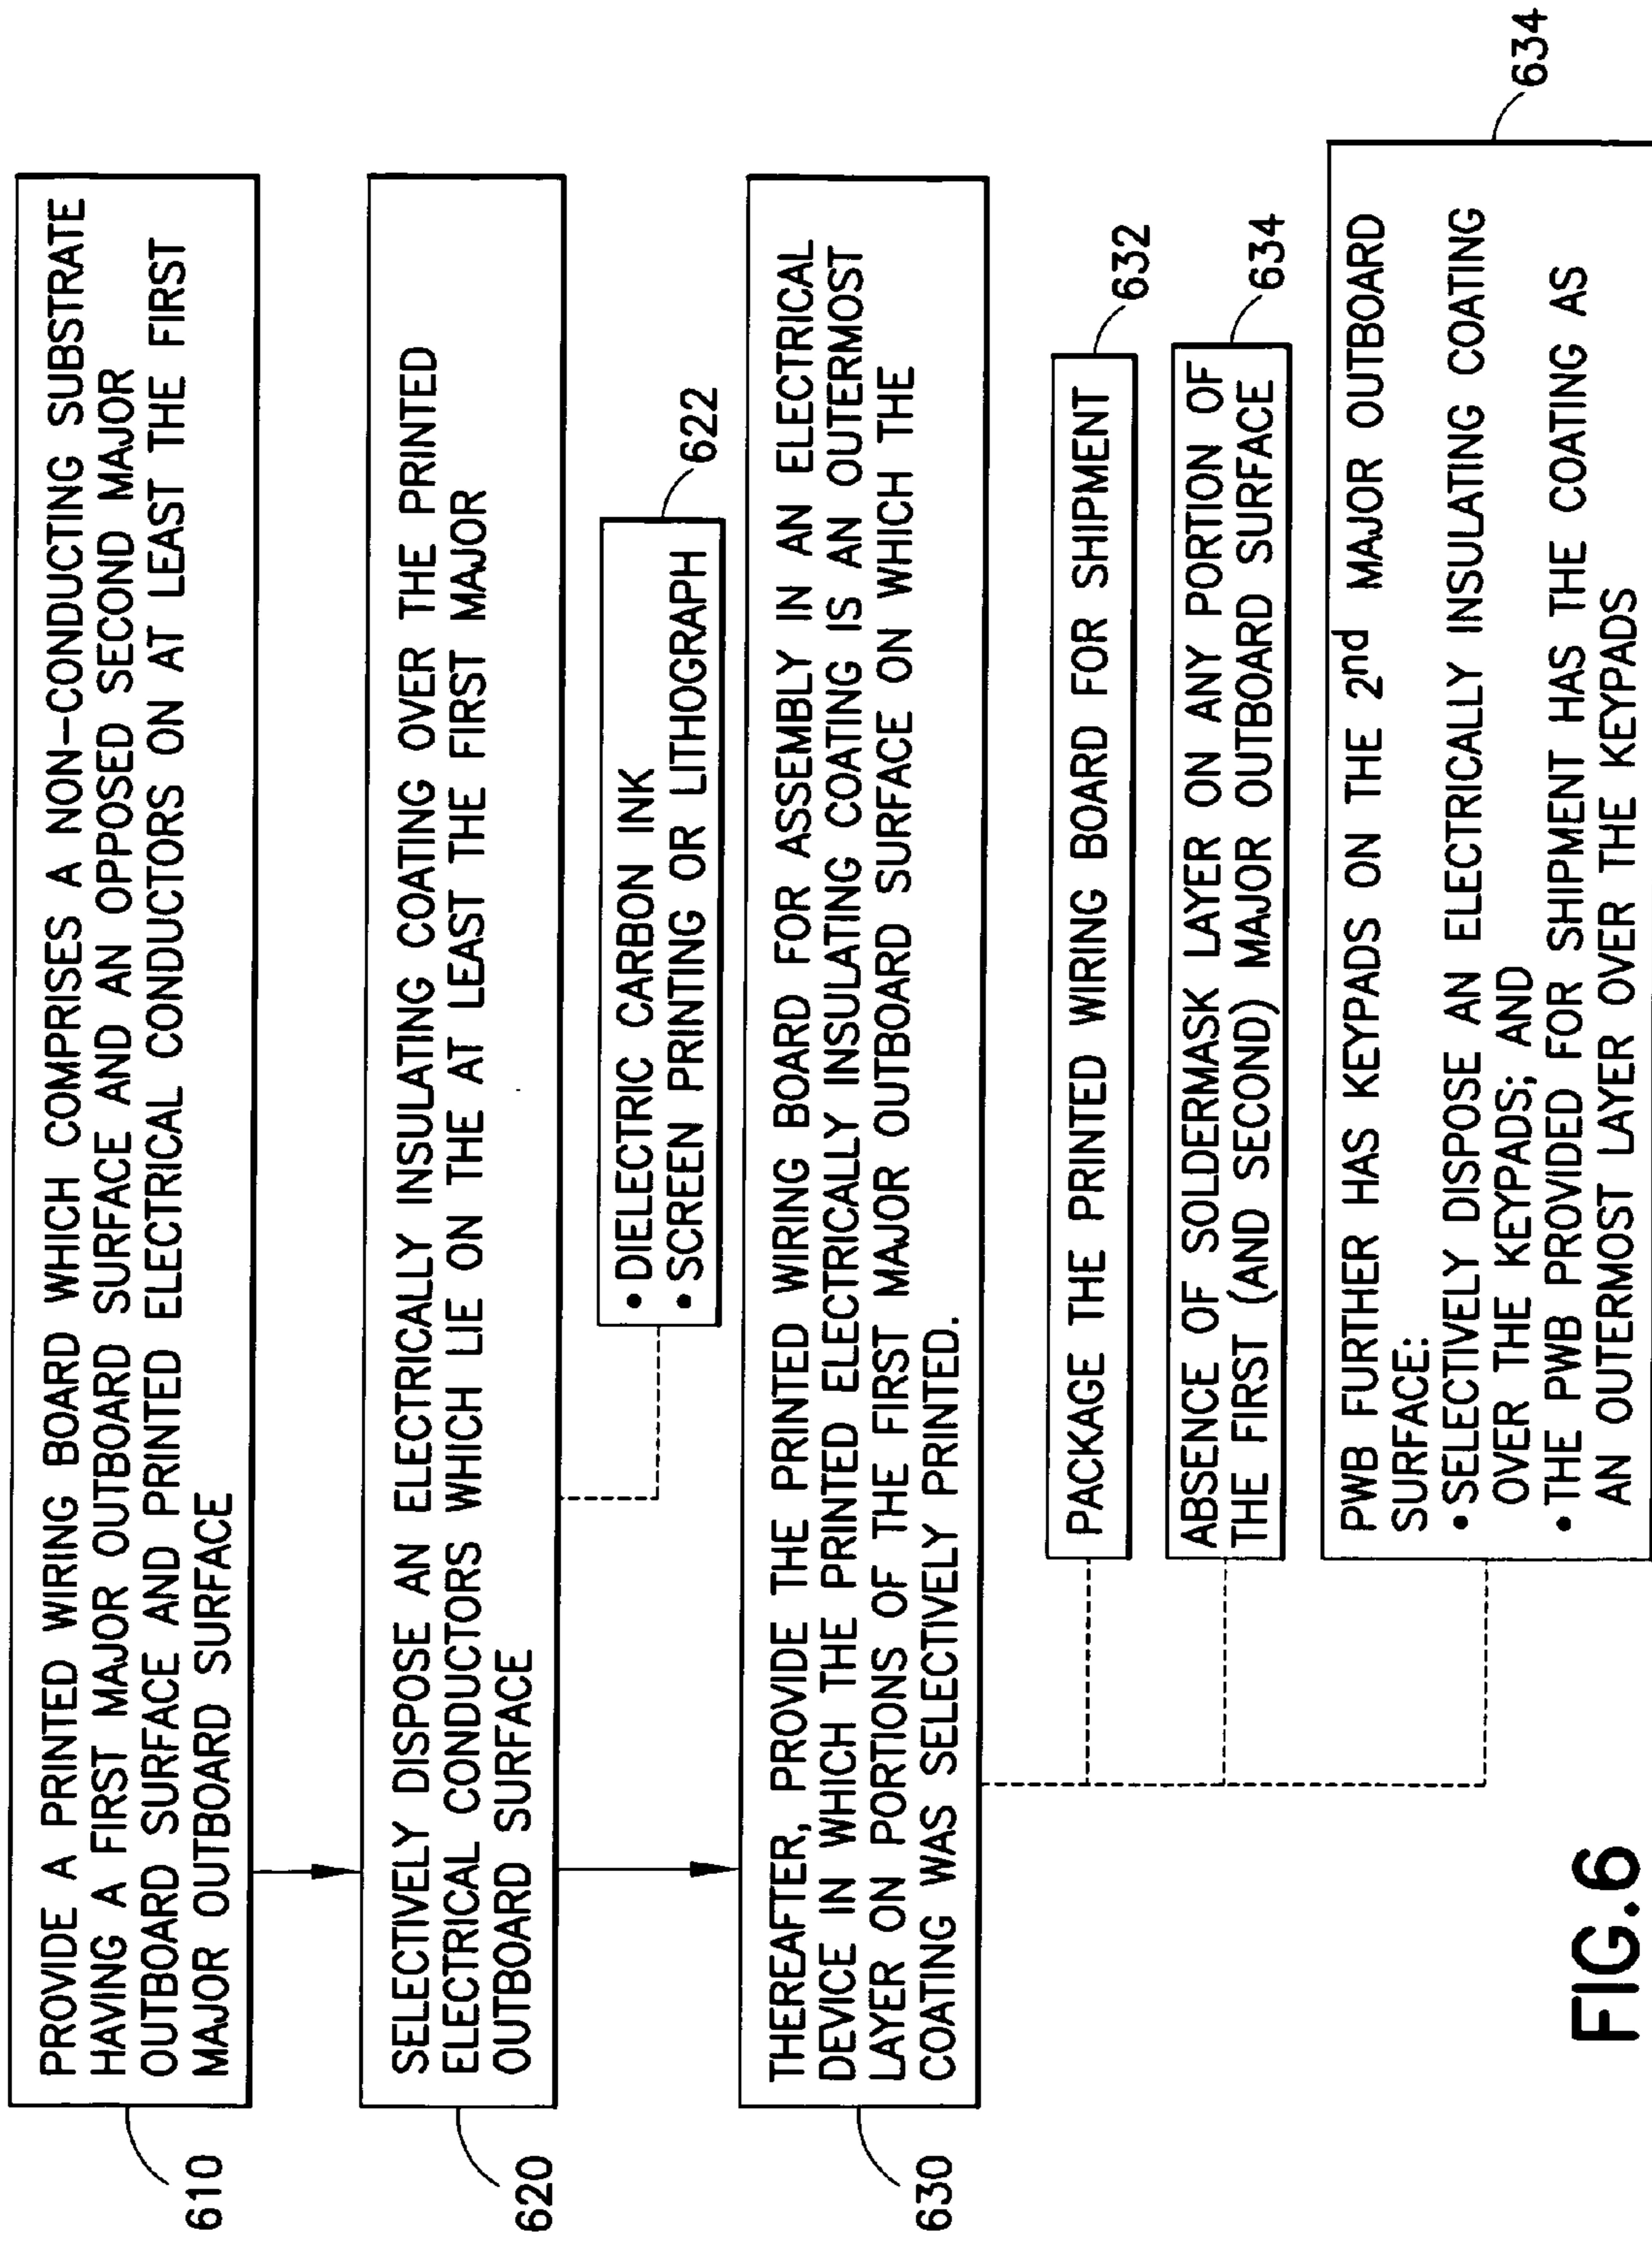 PROVIDE A PRINTED WIRING BOARD WHICH COMPRISES A NON-CONDUCTING SUBSTRATE
HAVING A FIRST MAJOR OUTBOARD SURFACE AND AN OPPOSED SECOND MAJOR
OUTBOARD SURFACE AND PRINTED ELECTRICAL CONDUCTORS ON AT LEAST THE FIRST
MAJOR OUTBOARD SURFACE
610
SELECTIVELY DISPOSE AN ELECTRICALLY INSULATING COATING OVER THE PRINTED
ELECTRICAL CONDUCTORS WHICH LIE ON THE AT LEAST THE FIRST MAJOR
OUTBOARD SURFACE
620
• DIELECTRIC CARBON INK
• SCREEN PRINTING OR LITHOGRAPH
622
THEREAFTER, PROVIDE THE PRINTED WIRING BOARD FOR ASSEMBLY IN AN ELECTRICAL
DEVICE IN WHICH THE PRINTED ELECTRICALLY INSULATING COATING IS AN OUTERMOST
LAYER ON PORTIONS OF THE FIRST MAJOR OUTBOARD SURFACE ON WHICH THE
COATING WAS SELECTIVELY PRINTED.
630
PACKAGE THE PRINTED WIRING BOARD FOR SHIPMENT
632
ABSENCE OF SOLDERMASK LAYER ON ANY PORTION OF
THE FIRST (AND SECOND) MAJOR OUTBOARD SURFACE
634
PWB FURTHER HAS KEYPADS ON THE 2nd MAJOR OUTBOARD
SURFACE:
• SELECTIVELY DISPOSE AN ELECTRICALLY INSULATING COATING
OVER THE KEYPADS; AND
• THE PWB PROVIDED FOR SHIPMENT HAS THE COATING AS
AN OUTERMOST LAYER OVER THE KEYPADS
634
FIG.6